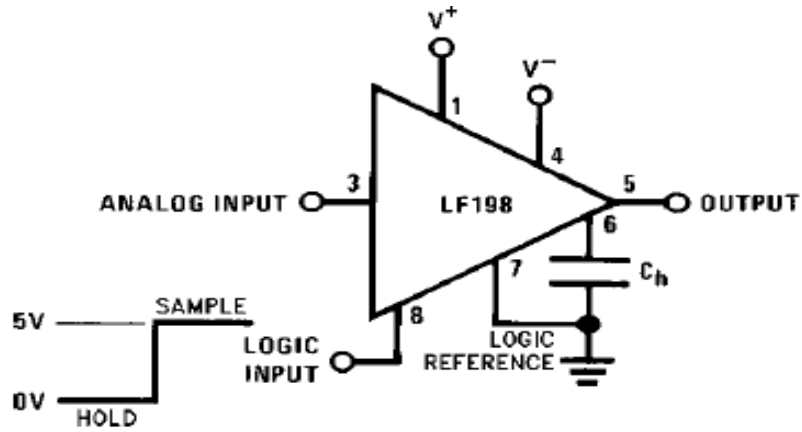 V+
V−
1
4
3
ANALOG INPUT
LF198
5
OUTPUT
6
7
Ch
8
SAMPLE
5V
LOGIC
INPUT
LOGIC
REFERENCE
0V
HOLD